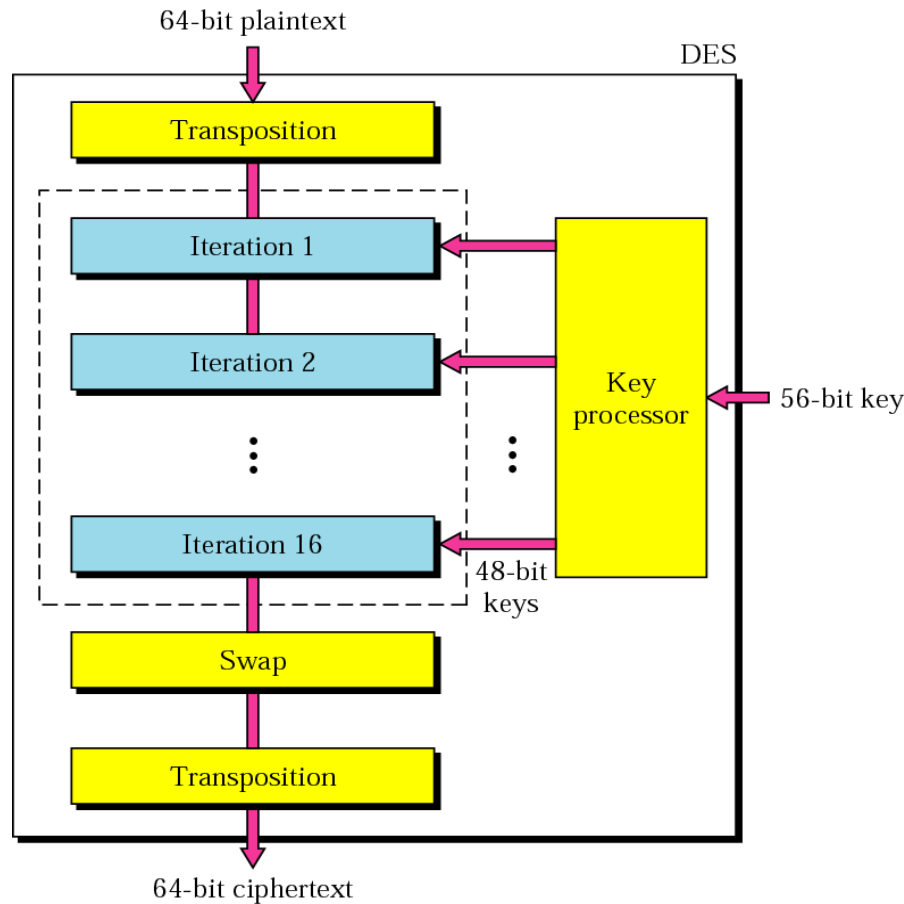 64-bit plaintext
DES
Transposition
Iteration 1
Iteration 2
Key
processor
56-bit key
Iteration 16
48-bit
keys
Swap
Transposition
64-bit ciphertext